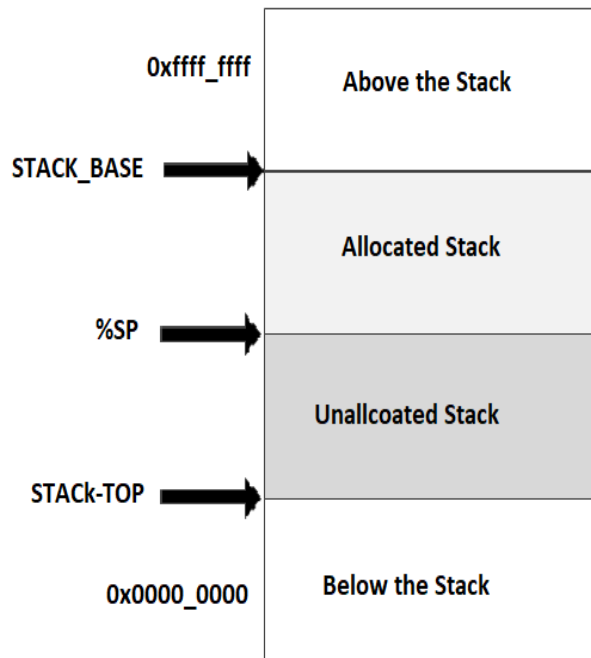 0xffff_ffff
Above the Stack
STACK_BASE
Allocated Stack
%SP
Unallcoated Stack
STACk-TOP
Below the Stack
0x0000_0000